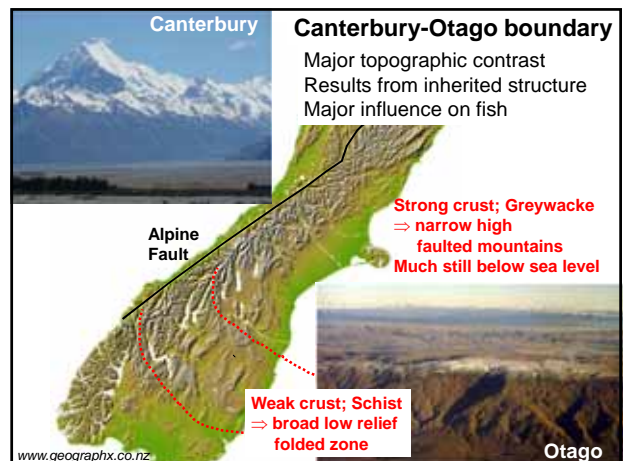 Canterbury
Canterbury-Otago boundary
Major topographic contrast
Results from inherited structure
Major influence on fish
Alpine
Fault
Strong crust; Greywacke
⇒ narrow high
faulted mountains
Much still below sea level
Weak crust; Schist
⇒ broad low relief
folded zone
Otago
www.geographx.co.nz